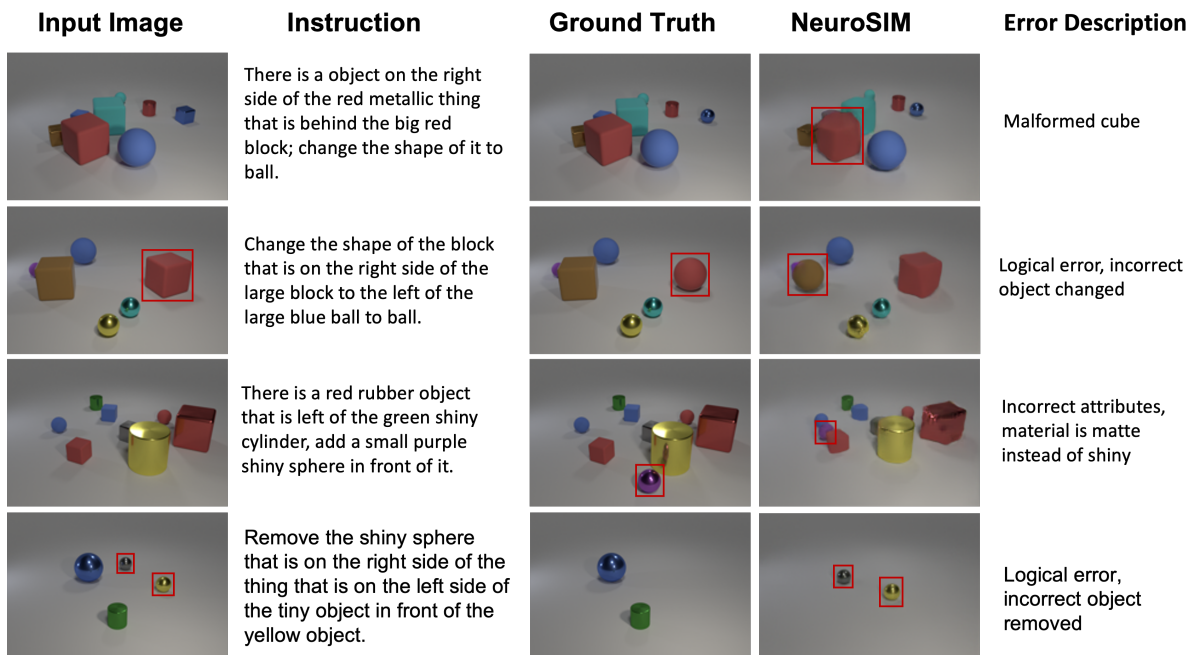 Input Image
Instruction
Ground Truth
NeuroSIM
Error Description
There is a object on the right
side of the red metallic thing
that is behind the big red
block; change the shape of it to
ball.
Malformed cube
Change the shape of the block
that is on the right side of the
large block to the left of the
large blue ball to ball.
Logical error, incorrect
object changed
There is a red rubber object
that is left of the green shiny
cylinder, add a small purple
shiny sphere in front of it.
Incorrect attributes,
material is matte
instead of shiny
Remove the shiny sphere
that is on the right side of the
thing that is on the left side of
the tiny object in front of the
yellow object.
Logical error,
incorrect object
removed